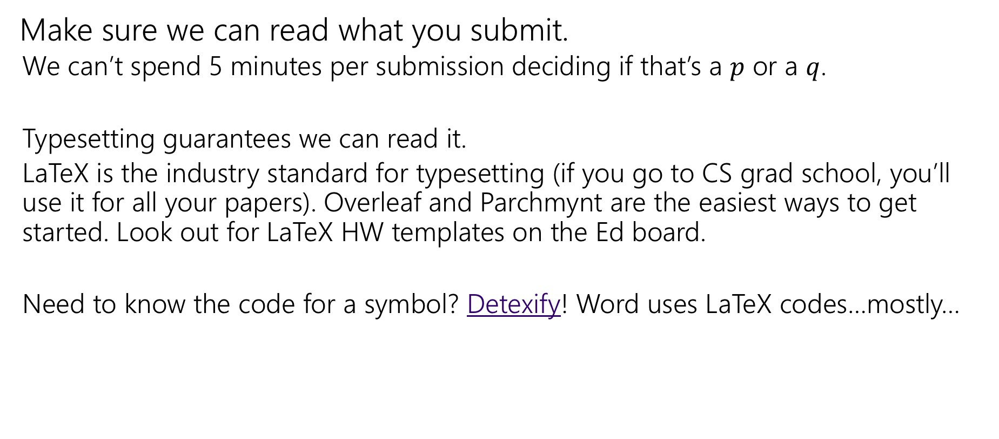 Make sure we can read what you submit.
We can’t spend 5 minutes per submission deciding if that’s a p or a q.
Typesetting guarantees we can read it.
LaTeX is the industry standard for typesetting (if you go to CS grad school, you’ll
use it for all your papers). Overleaf and Parchmynt are the easiest ways to get
started. Look out for LaTeX HW templates on the Ed board.
Need to know the code for a symbol? Detexify! Word uses LaTeX codes…mostly…